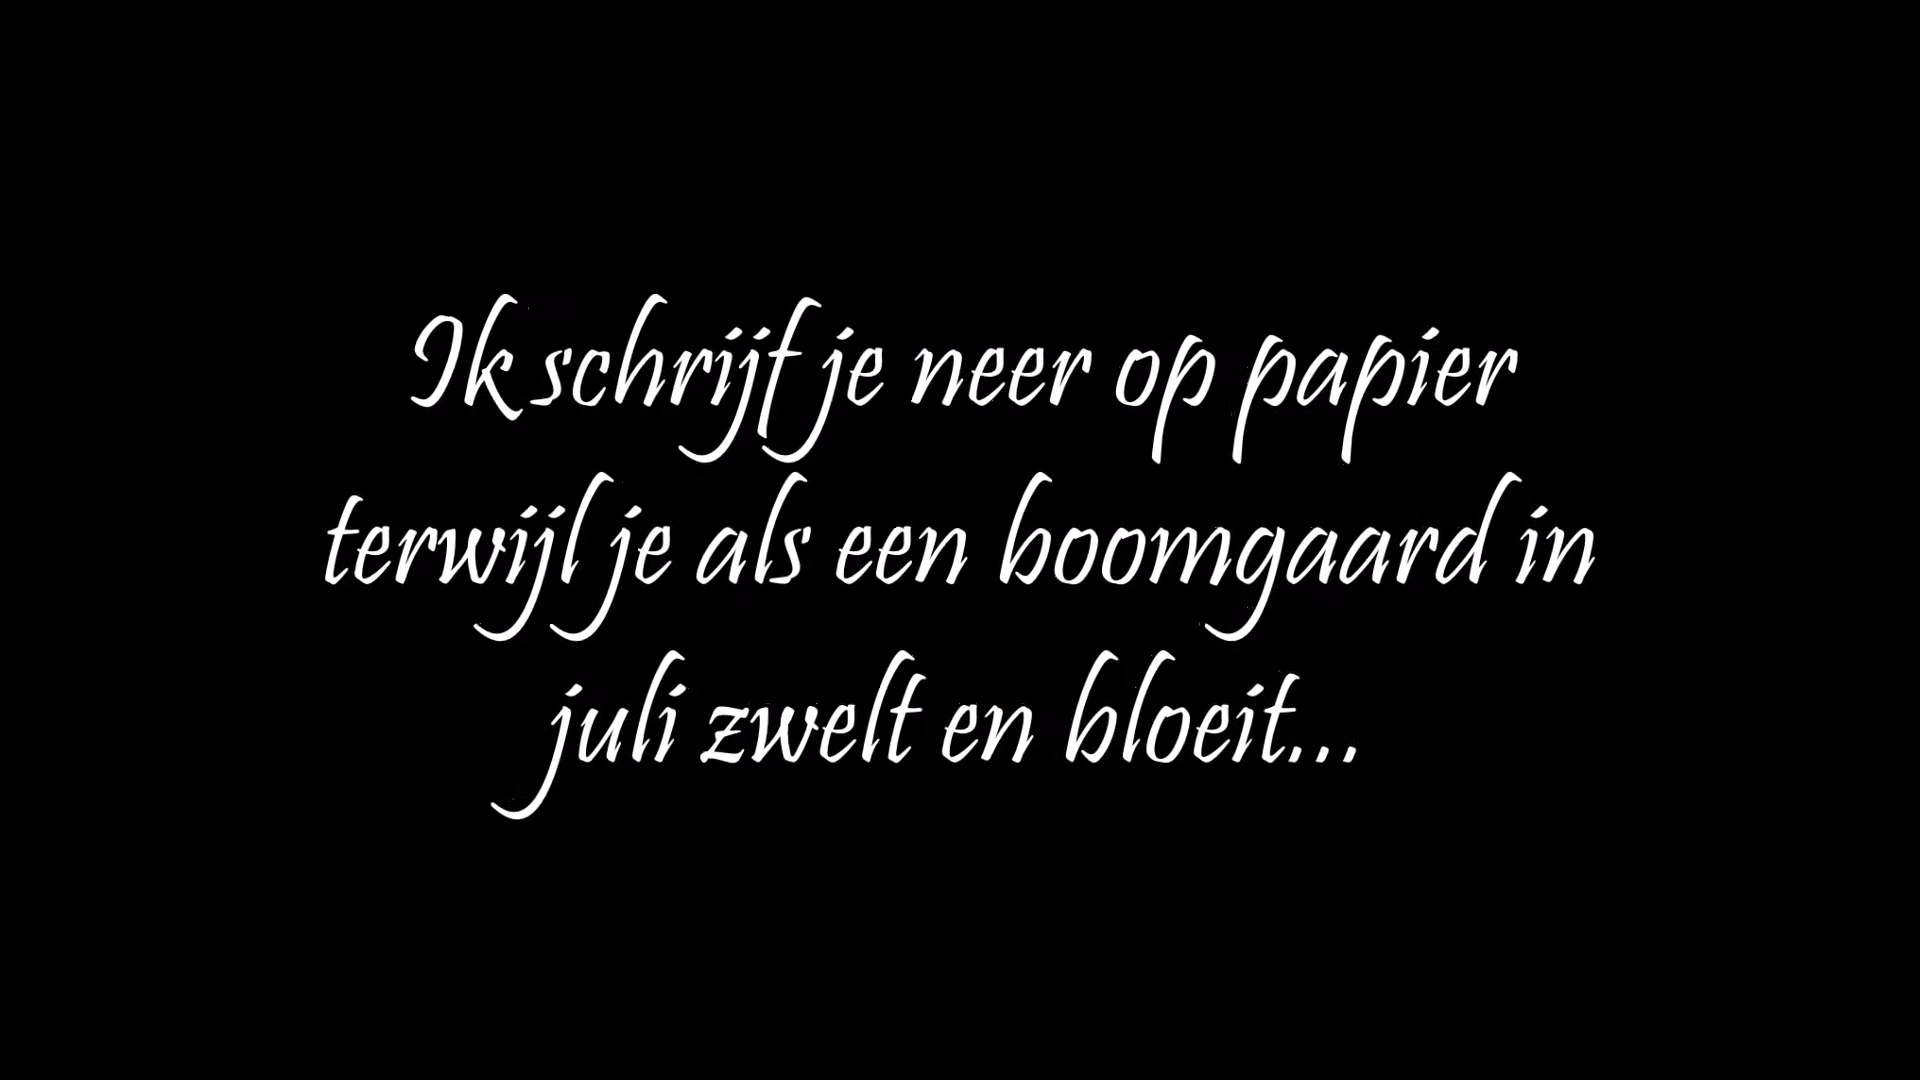 Ik schrijf je neer op papier
terwijl je als een boomgaard in
juli zwelt en bloeit...